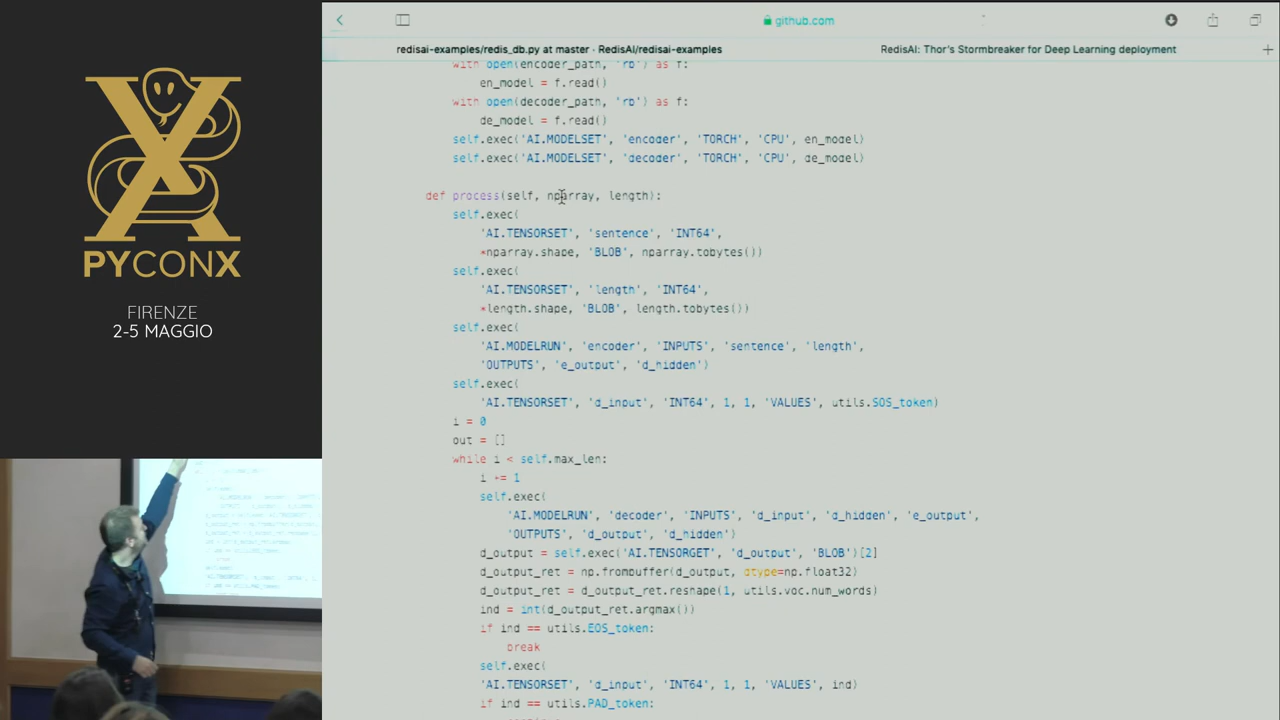 PYCONX
FIRENZE
2-5 MAGGIO
github.com
redisai-examples/redis_db.py at master · RedisAI/redisai-examples
RedisAI: Thor's Stormbreaker for Deep Learning deployment
with open(encoder_path, 'rb') as f:
en_model = f.read()
with open(decoder_path, 'rb') as f:
de_model = f.read()
self.exec('AI.MODELSET', 'encoder', 'TORCH', 'CPU', en_model)
self.exec('AI.MODELSET', 'decoder', 'TORCH', 'CPU', de_model)
def process(self, nparray, length):
self.exec(
'AI.TENSORSET', 'sentence', 'INT64',
*nparray.shape, 'BLOB', nparray.tobytes())
self.exec(
'AI.TENSORSET', 'length', 'INT64',
*length.shape, 'BLOB', length.tobytes())
self.exec(
'AI.MODELRUN', 'encoder', 'INPUTS', 'sentence', 'length',
'OUTPUTS', 'e_output', 'd_hidden')
self.exec(
'AI.TENSORSET', 'd_input', 'INT64', 1, 1, 'VALUES', utils.SOS_token)
i = 0
out = []
while i < self.max_len:
i += 1
self.exec(
'AI.MODELRUN', 'decoder', 'INPUTS', 'd_input', 'd_hidden', 'e_output',
'OUTPUTS', 'd_output', 'd_hidden')
d_output = self.exec('AI.TENSORGET', 'd_output', 'BLOB')[2]
d_output_ret = np.frombuffer(d_output, dtype=np.float32)
d_output_ret = d_output_ret.reshape(1, utils.voc.num_words)
ind = int(d_output_ret.argmax())
if ind == utils.EOS_token:
break
self.exec(
'AI.TENSORSET', 'd_input', 'INT64', 1, 1, 'VALUES', ind)
if ind == utils.PAD_token: